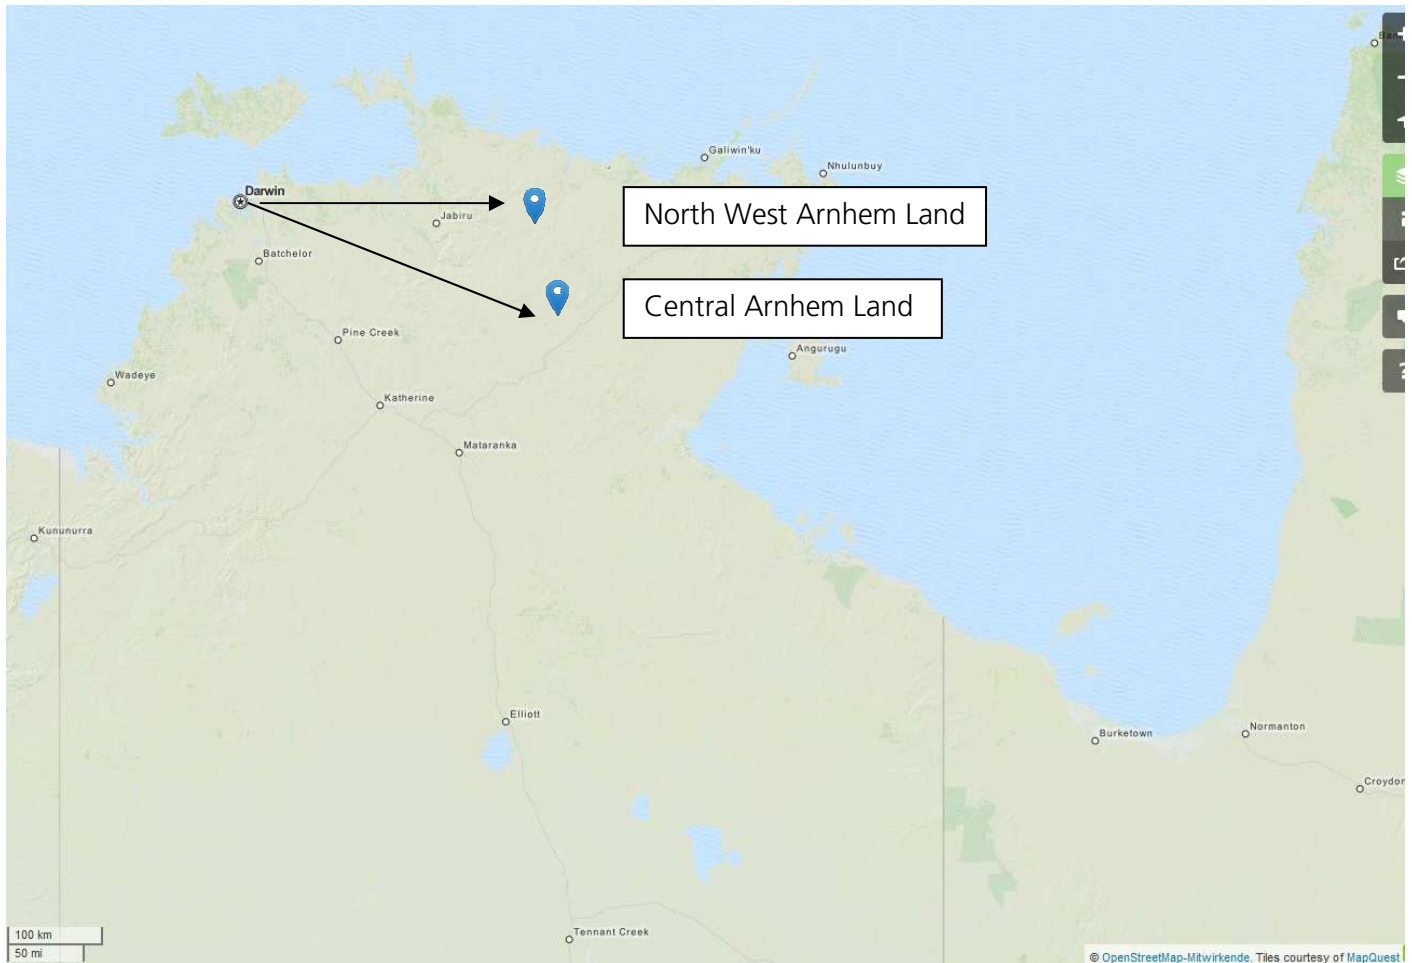 Galiwin'ku
Nhulunbuy
Darwin
Jabiru
North West Arnhem Land
Batchelor
Central Arnhem Land
Pine Creek
Angurugu
Wadeye
Katherine
Mataranka
Kununurra
Elliott
Burketown
Normanton
Croydon
Tennant Creek
100 km
50 mi
© OpenStreetMap-Mitwirkende. Tiles courtesy of MapQuest